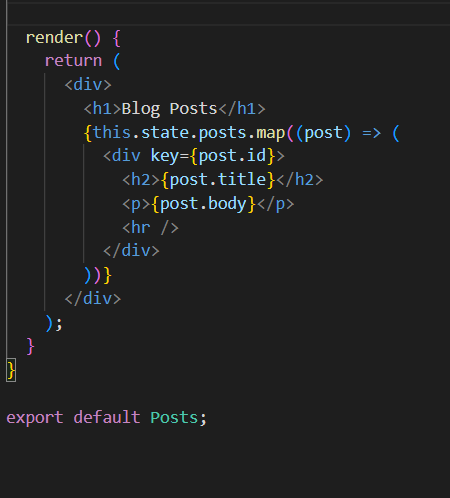 render() {
return (
<div>
<h1>Blog Posts</h1>
{this.state.posts.map((post) => (
<div key={post.id}>
<h2>{post.title}</h2>
<p>{post.body}</p>
<hr />
</div>
))}
</div>
);
}
}
export default Posts;